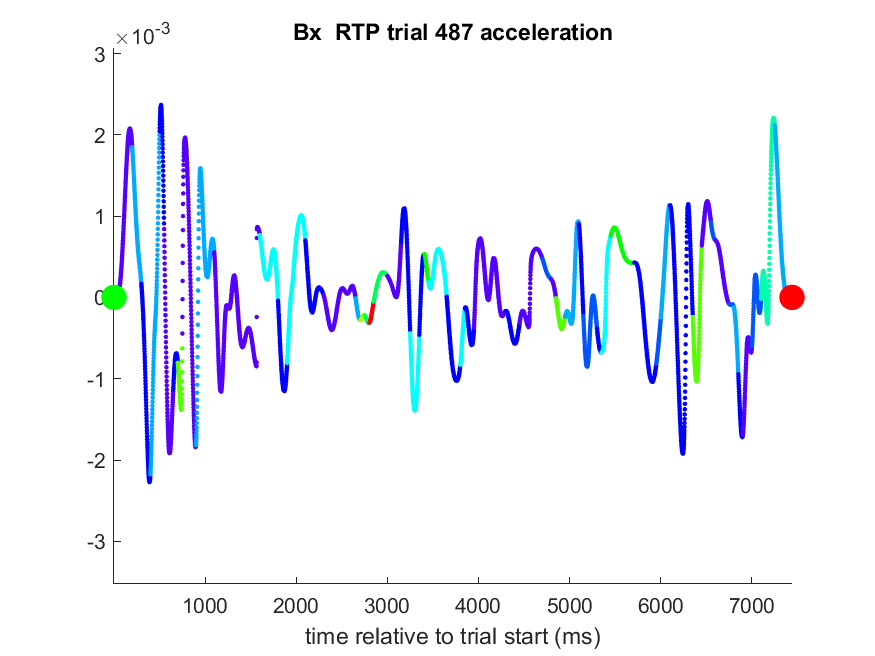 Bx  RTP trial 487 acceleration
×10-3
3
2
1
0
-1
-2
-3
1000 2000 3000 4000 5000 6000 7000
time relative to trial start (ms)